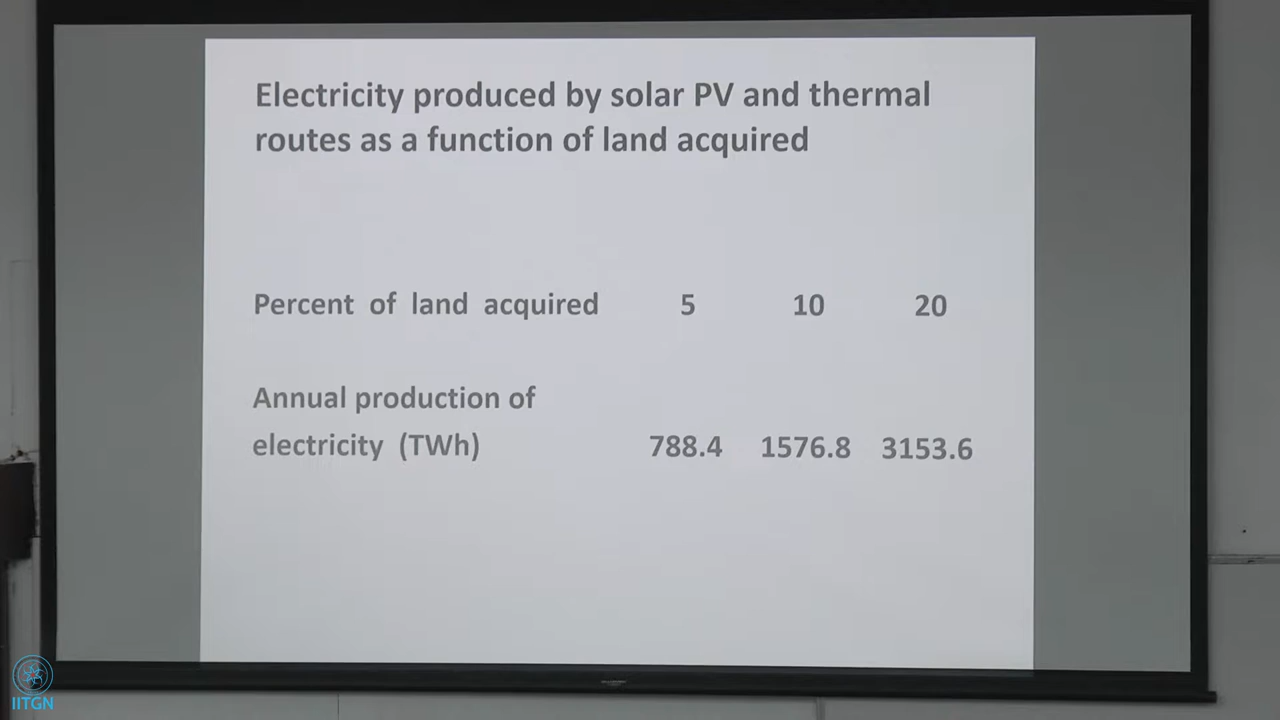 Electricity produced by solar PV and thermal
routes as a function of land acquired
Percent of land acquired 5 10 20
Annual production of
electricity (TWh) 788.4 1576.8 3153.6
IITGN